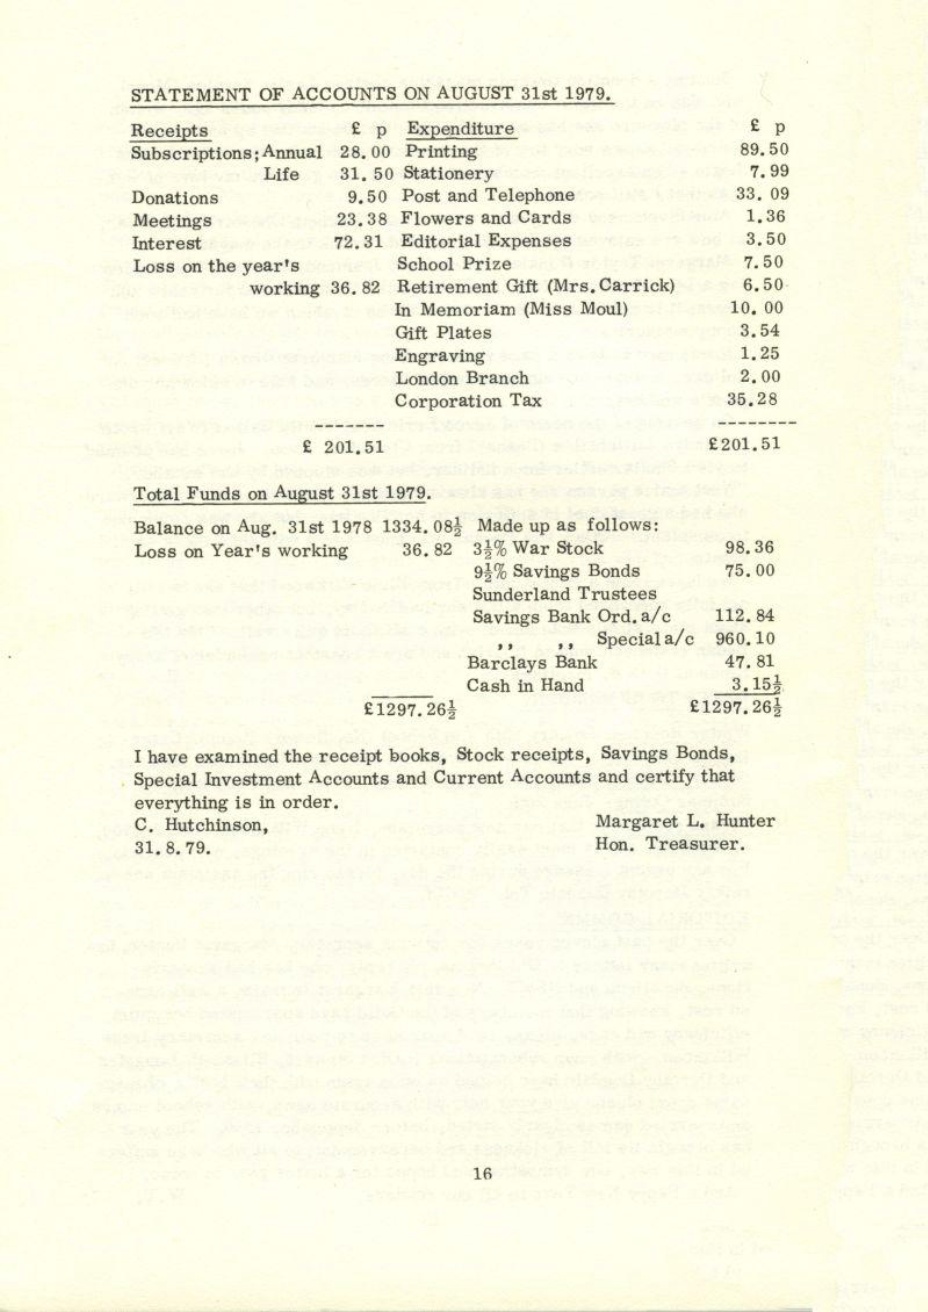 STATEMENT OF ACCOUNTS ON AUGUST 31st 1979.
Receipts £ p Expenditure £ p
Subscriptions; Annual 28.00 Printing 89.50
Life 31.50 Stationery 7.99
Donations 9.50 Post and Telephone 33.09
Meetings 23.38 Flowers and Cards 1.36
Interest 72.31 Editorial Expenses 3.50
Loss on the year's School Prize 7.50
working 36.82 Retirement Gift (Mrs. Carrick) 6.50
In Memoriam (Miss Moul) 10.00
Gift Plates 3.54
Engraving 1.25
London Branch 2.00
Corporation Tax 35.28
------- --------
£ 201.51 £201.51
Total Funds on August 31st 1979.
Balance on Aug. 31st 1978 1334.08½ Made up as follows:
Loss on Year's working 36.82 3½% War Stock 98.36
9½% Savings Bonds 75.00
Sunderland Trustees
Savings Bank Ord. a/c 112.84
,, ,, Special a/c 960.10
Barclays Bank 47.81
Cash in Hand 3.15½
£1297.26½ £1297.26½
I have examined the receipt books, Stock receipts, Savings Bonds,
Special Investment Accounts and Current Accounts and certify that
everything is in order.
C. Hutchinson, Margaret L. Hunter
31.8.79. Hon. Treasurer.
16